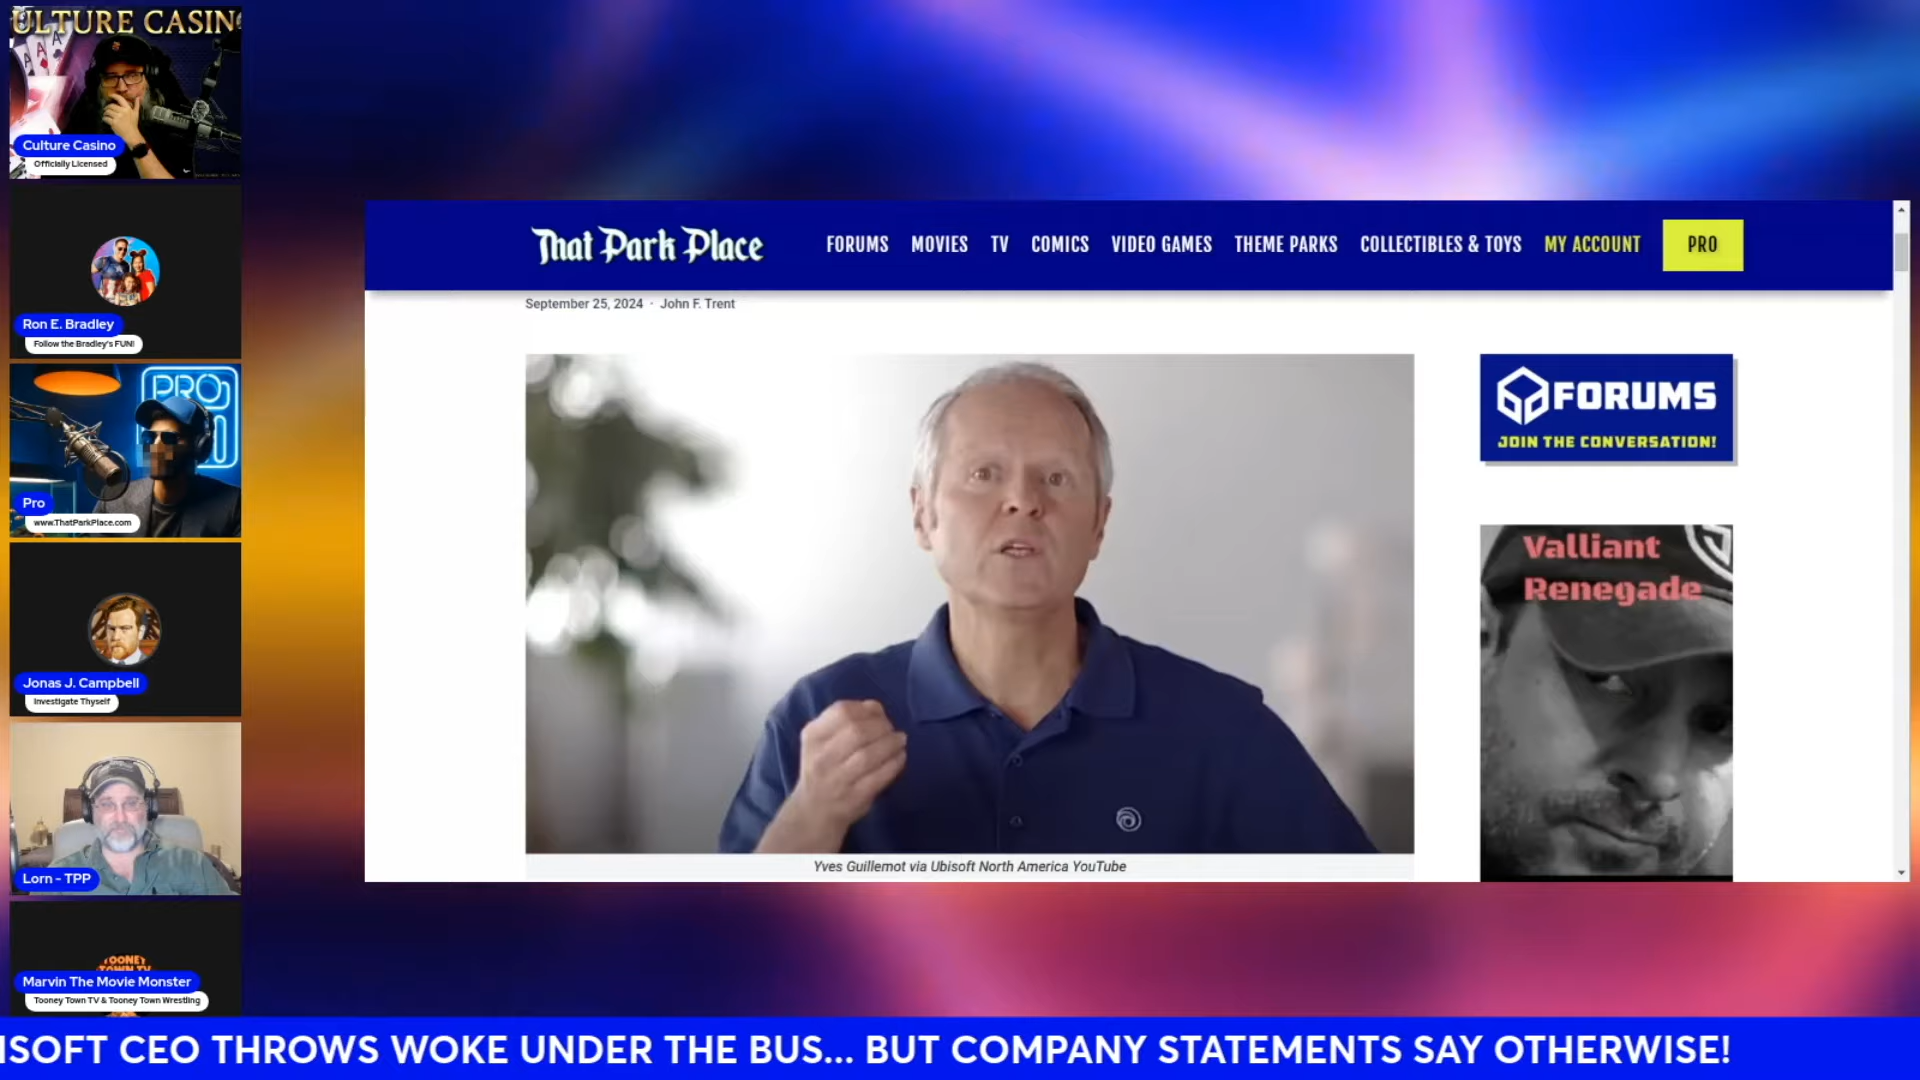 ULTURE CASIN
Culture Casino
Officially Licensed
Ron E. Bradley
Follow the Bradley's FUN!
PRO
Pro
www.ThatParkPlace.com
Jonas J. Campbell
Investigate Thyself
Lorn - TPP
TOONEY
TOWN TV
Marvin The Movie Monster
Tooney Town TV & Tooney Town Wrestling
That Park Place
FORUMS MOVIES TV COMICS VIDEO GAMES THEME PARKS COLLECTIBLES & TOYS MY ACCOUNT PRO
September 25, 2024 · John F. Trent
FORUMS
JOIN THE CONVERSATION!
Valliant
Renegade
Yves Guillemot via Ubisoft North America YouTube
ISOFT CEO THROWS WOKE UNDER THE BUS... BUT COMPANY STATEMENTS SAY OTHERWISE!